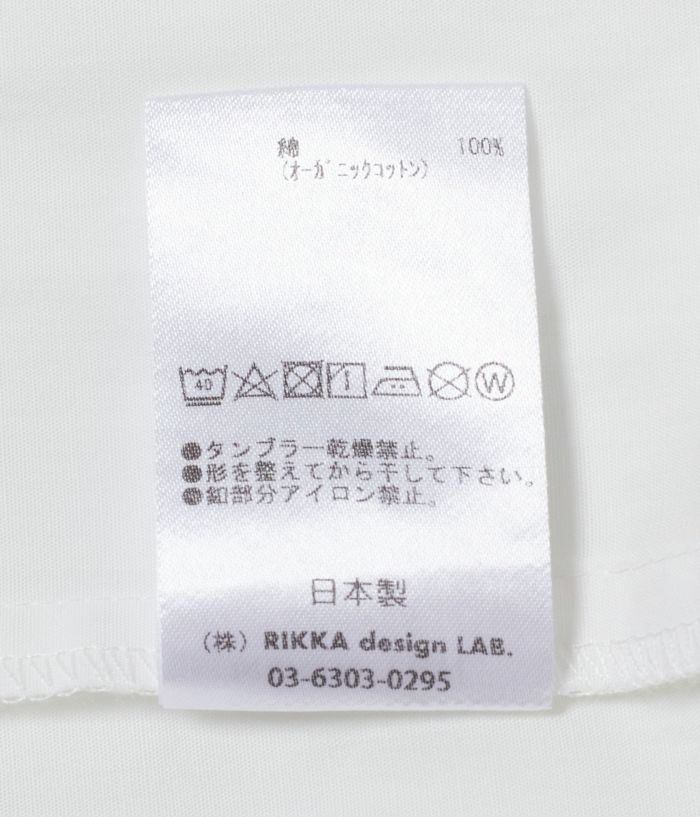 綿 100%
(オーガニックコットン)
40 W
●タンブラー乾燥禁止。
●形を整えてから干して下さい。
●釦部分アイロン禁止。
日本製
(株) RIKKA design LAB.
03-6303-0295